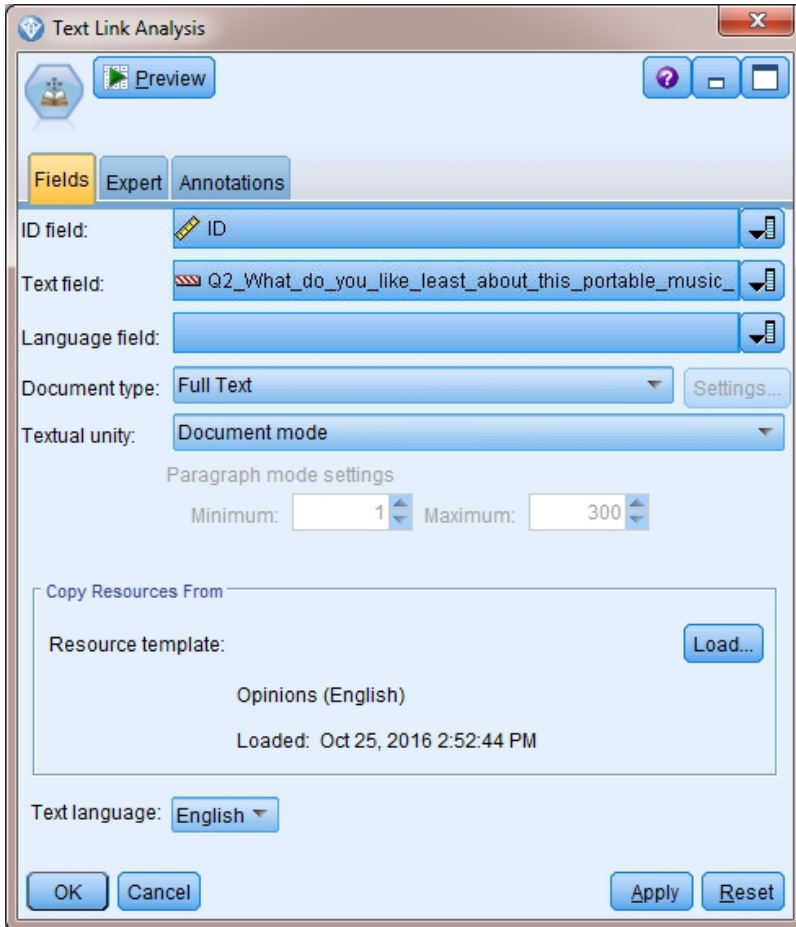 Text Link Analysis
Preview
Fields Expert Annotations
ID field: ID
Text field: Q2_What_do_you_like_least_about_this_portable_music_
Language field:
Document type: Full Text Settings...
Textual unity: Document mode
Paragraph mode settings
Minimum: 1 Maximum: 300
Copy Resources From
Resource template: Load...
Opinions (English)
Loaded: Oct 25, 2016 2:52:44 PM
Text language: English
OK Cancel Apply Reset